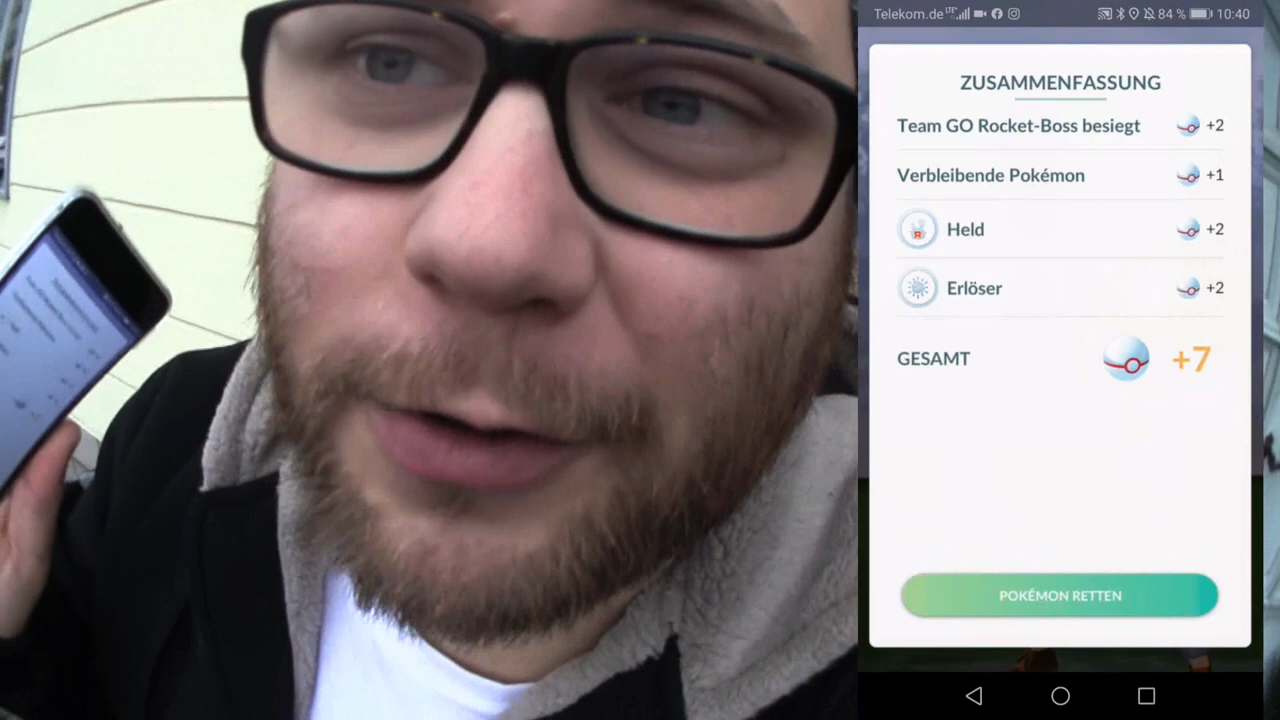 Telekom.de 84 % 10:40
ZUSAMMENFASSUNG
Team GO Rocket-Boss besiegt +2
Verbleibende Pokémon +1
Held +2
Erlöser +2
GESAMT +7
POKÉMON RETTEN